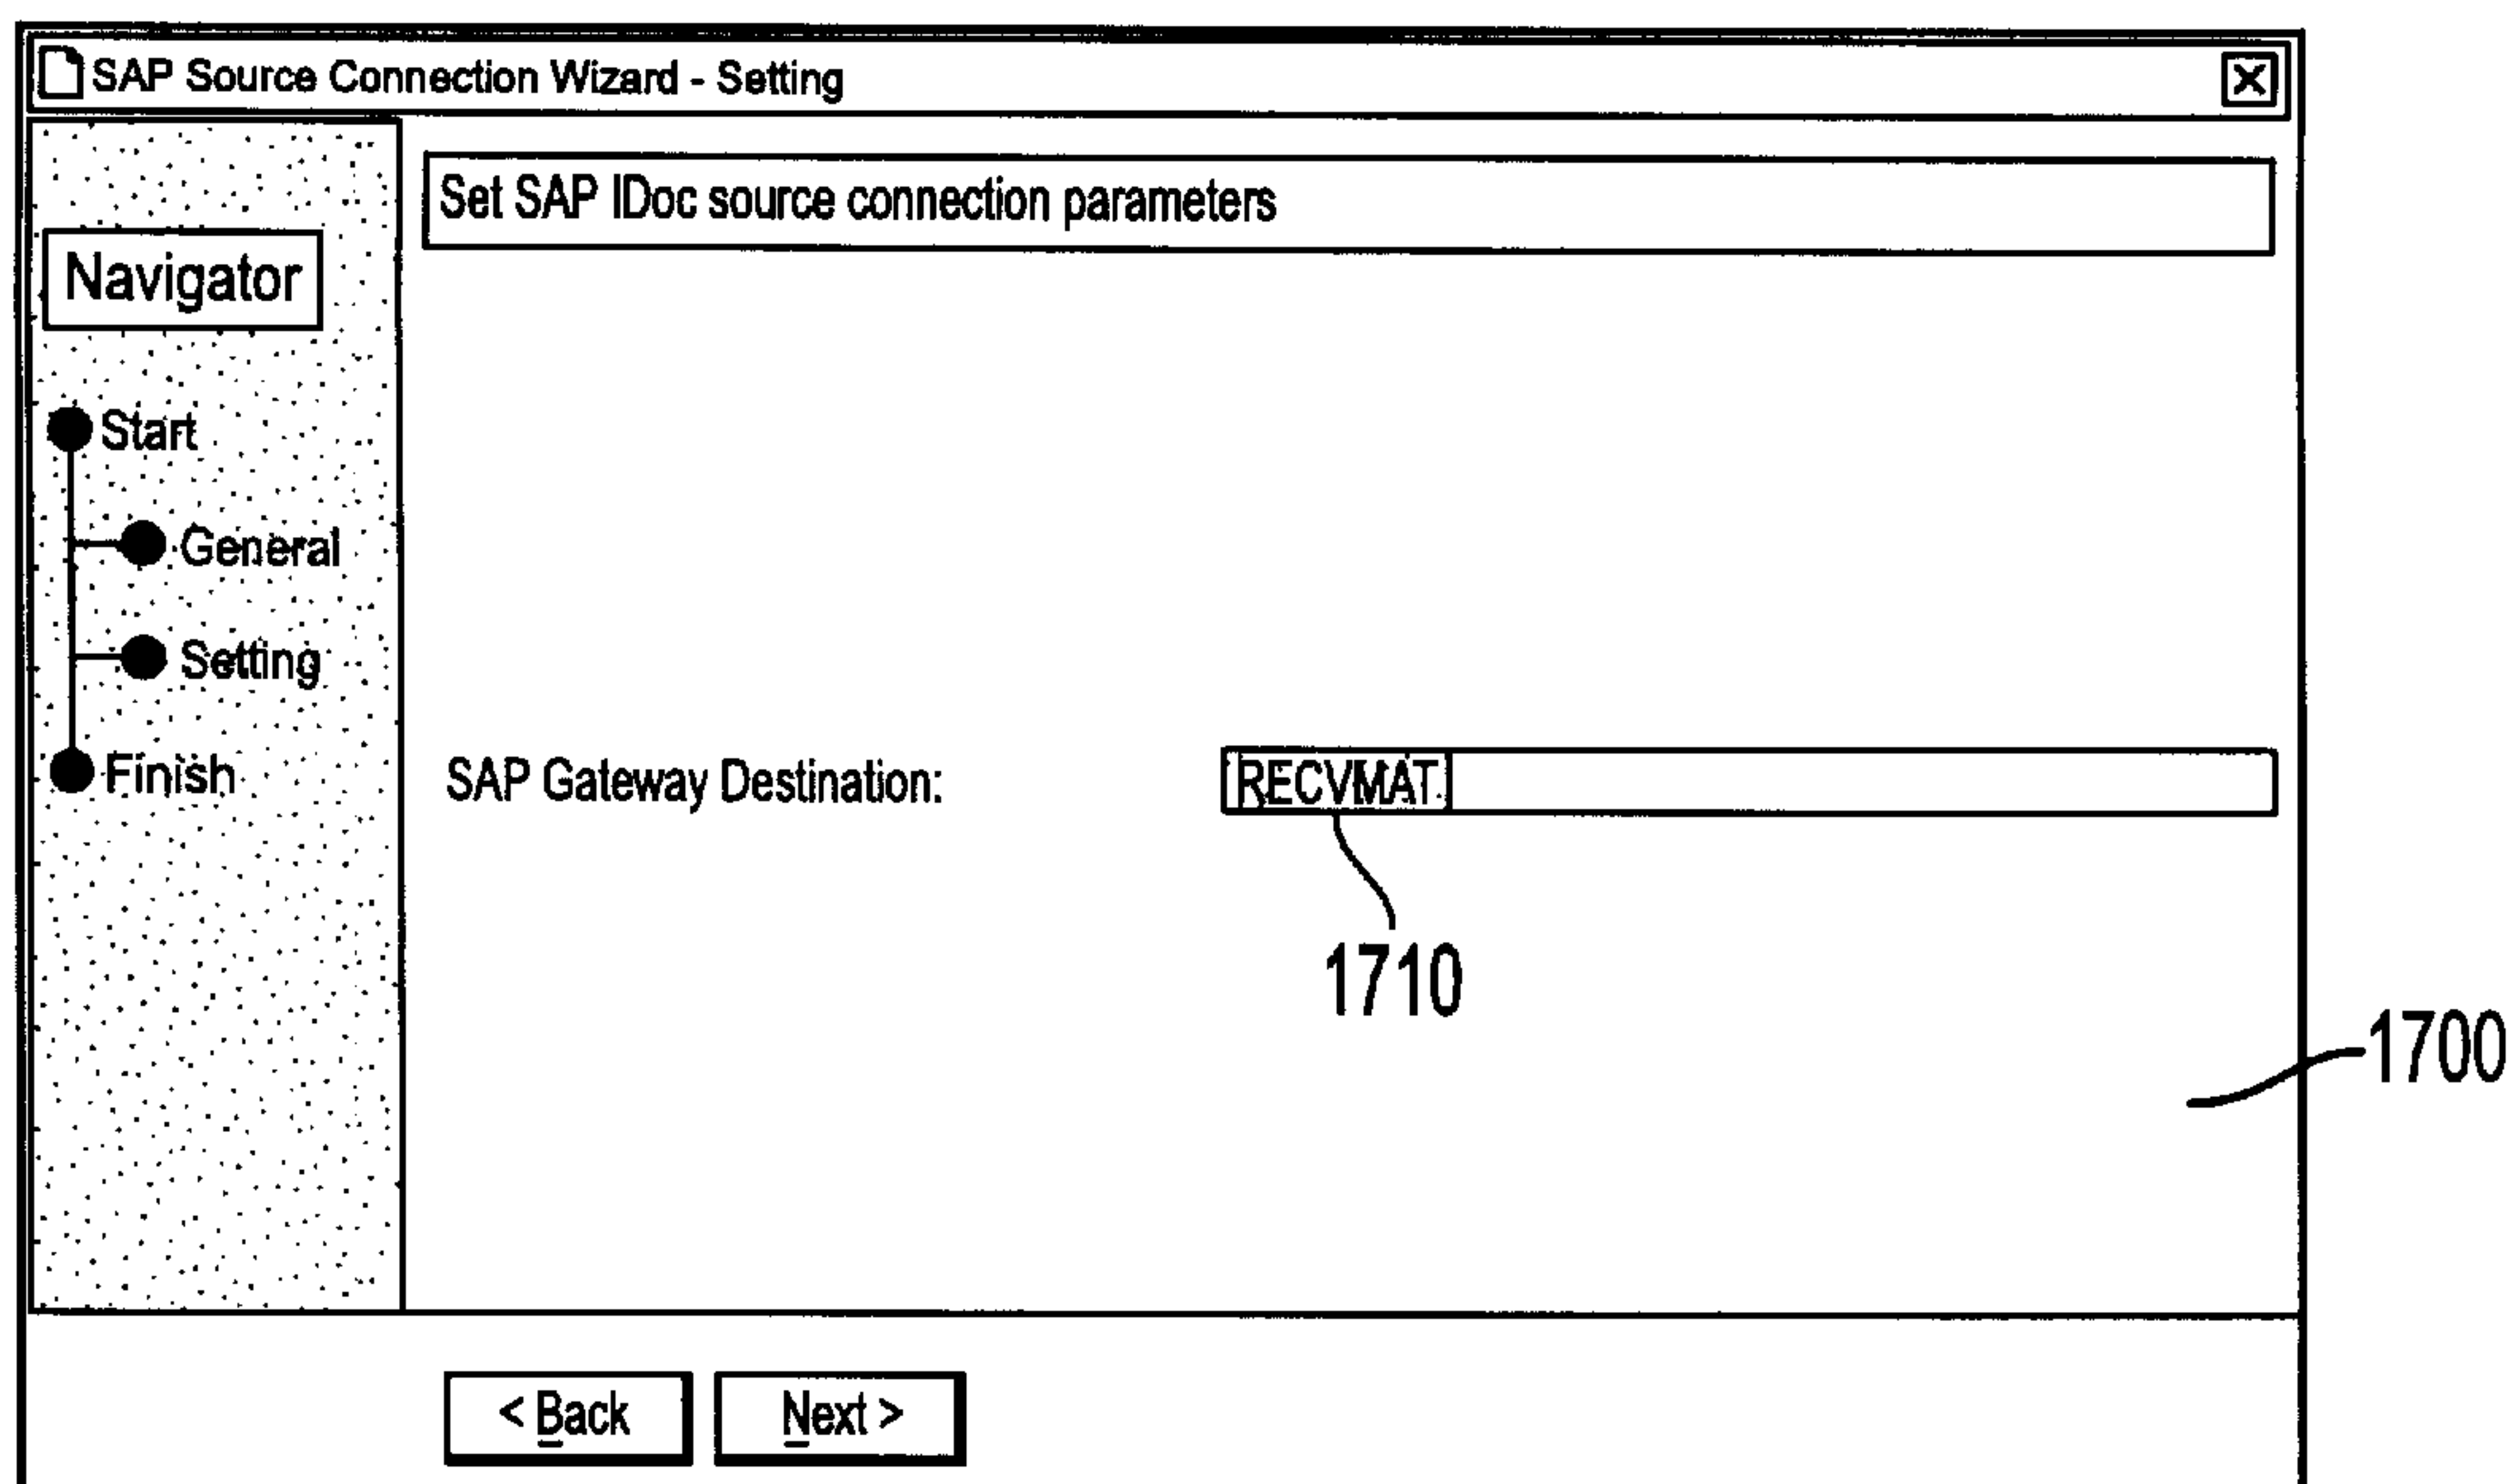 SAP Source Connection Wizard - Setting
Set SAP IDoc source connection parameters
Navigator
Start
General
Setting
Finish
SAP Gateway Destination: RECVMAT
1710
1700
< Back Next >